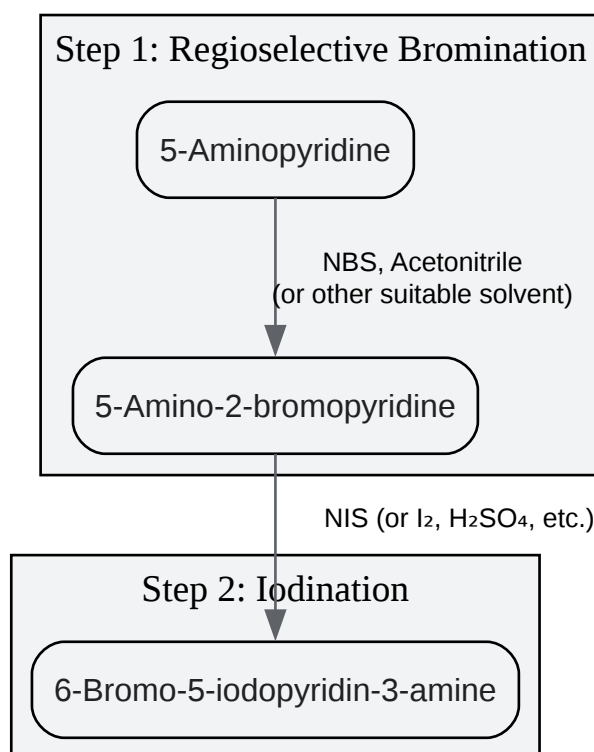 Step 1: Regioselective Bromination
5-Aminopyridine
NBS, Acetonitrile
(or other suitable solvent)
5-Amino-2-bromopyridine
NIS (or I₂, H₂SO₄, etc.)
Step 2: Iodination
6-Bromo-5-iodopyridin-3-amine